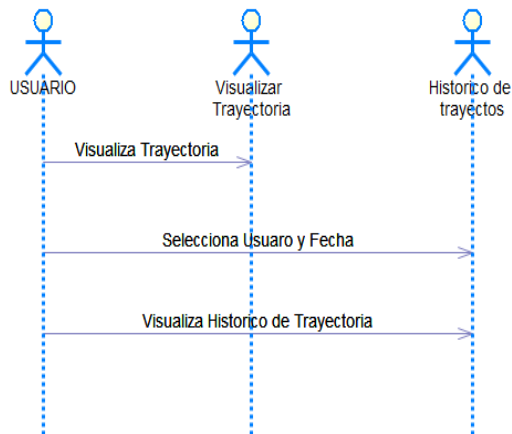 USUARIO
Visualizar
Trayectoria
Historico de
trayectos
Visualiza Trayectoria
Selecciona Usuaro y Fecha
Visualiza Historico de Trayectoria